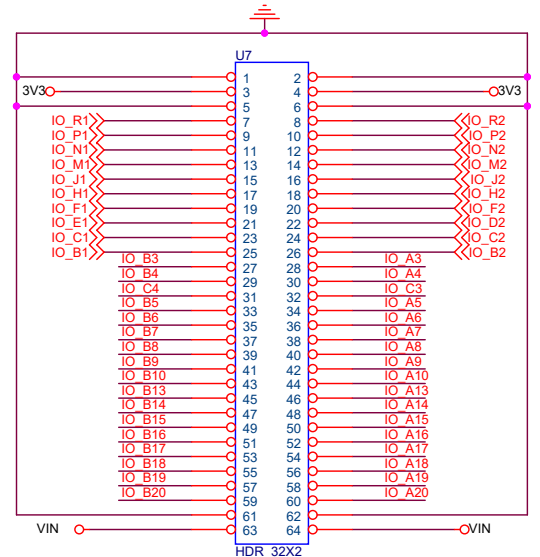 U7
1 2
3V3 3 4 3V3
5 6
IO_R1 7 8 IO_R2
IO_P1 9 10 IO_P2
IO_N1 11 12 IO_N2
IO_M1 13 14 IO_M2
IO_J1 15 16 IO_J2
IO_H1 17 18 IO_H2
IO_F1 19 20 IO_F2
IO_E1 21 22 IO_D2
IO_C1 23 24 IO_C2
IO_B1 25 26 IO_B2
IO_B3 27 28 IO_A3
IO_B4 29 30 IO_A4
IO_C4 31 32 IO_C3
IO_B5 33 34 IO_A5
IO_B6 35 36 IO_A6
IO_B7 37 38 IO_A7
IO_B8 39 40 IO_A8
IO_B9 41 42 IO_A9
IO_B10 43 44 IO_A10
IO_B13 45 46 IO_A13
IO_B14 47 48 IO_A14
IO_B15 49 50 IO_A15
IO_B16 51 52 IO_A16
IO_B17 53 54 IO_A17
IO_B18 55 56 IO_A18
IO_B19 57 58 IO_A19
IO_B20 59 60 IO_A20
61 62
VIN 63 64 VIN
HDR_32X2